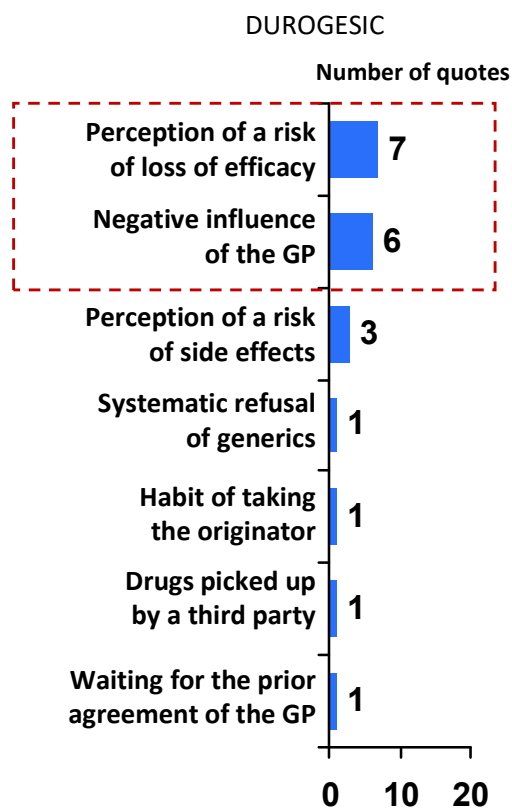 DUROGESIC
Number of quotes
Perception of a risk
of loss of efficacy
7
Negative influence
of the GP
6
Perception of a risk
of side effects
3
Systematic refusal
of generics
1
Habit of taking
the originator
1
Drugs picked up
by a third party
1
Waiting for the prior
agreement of the GP
1
0 10 20